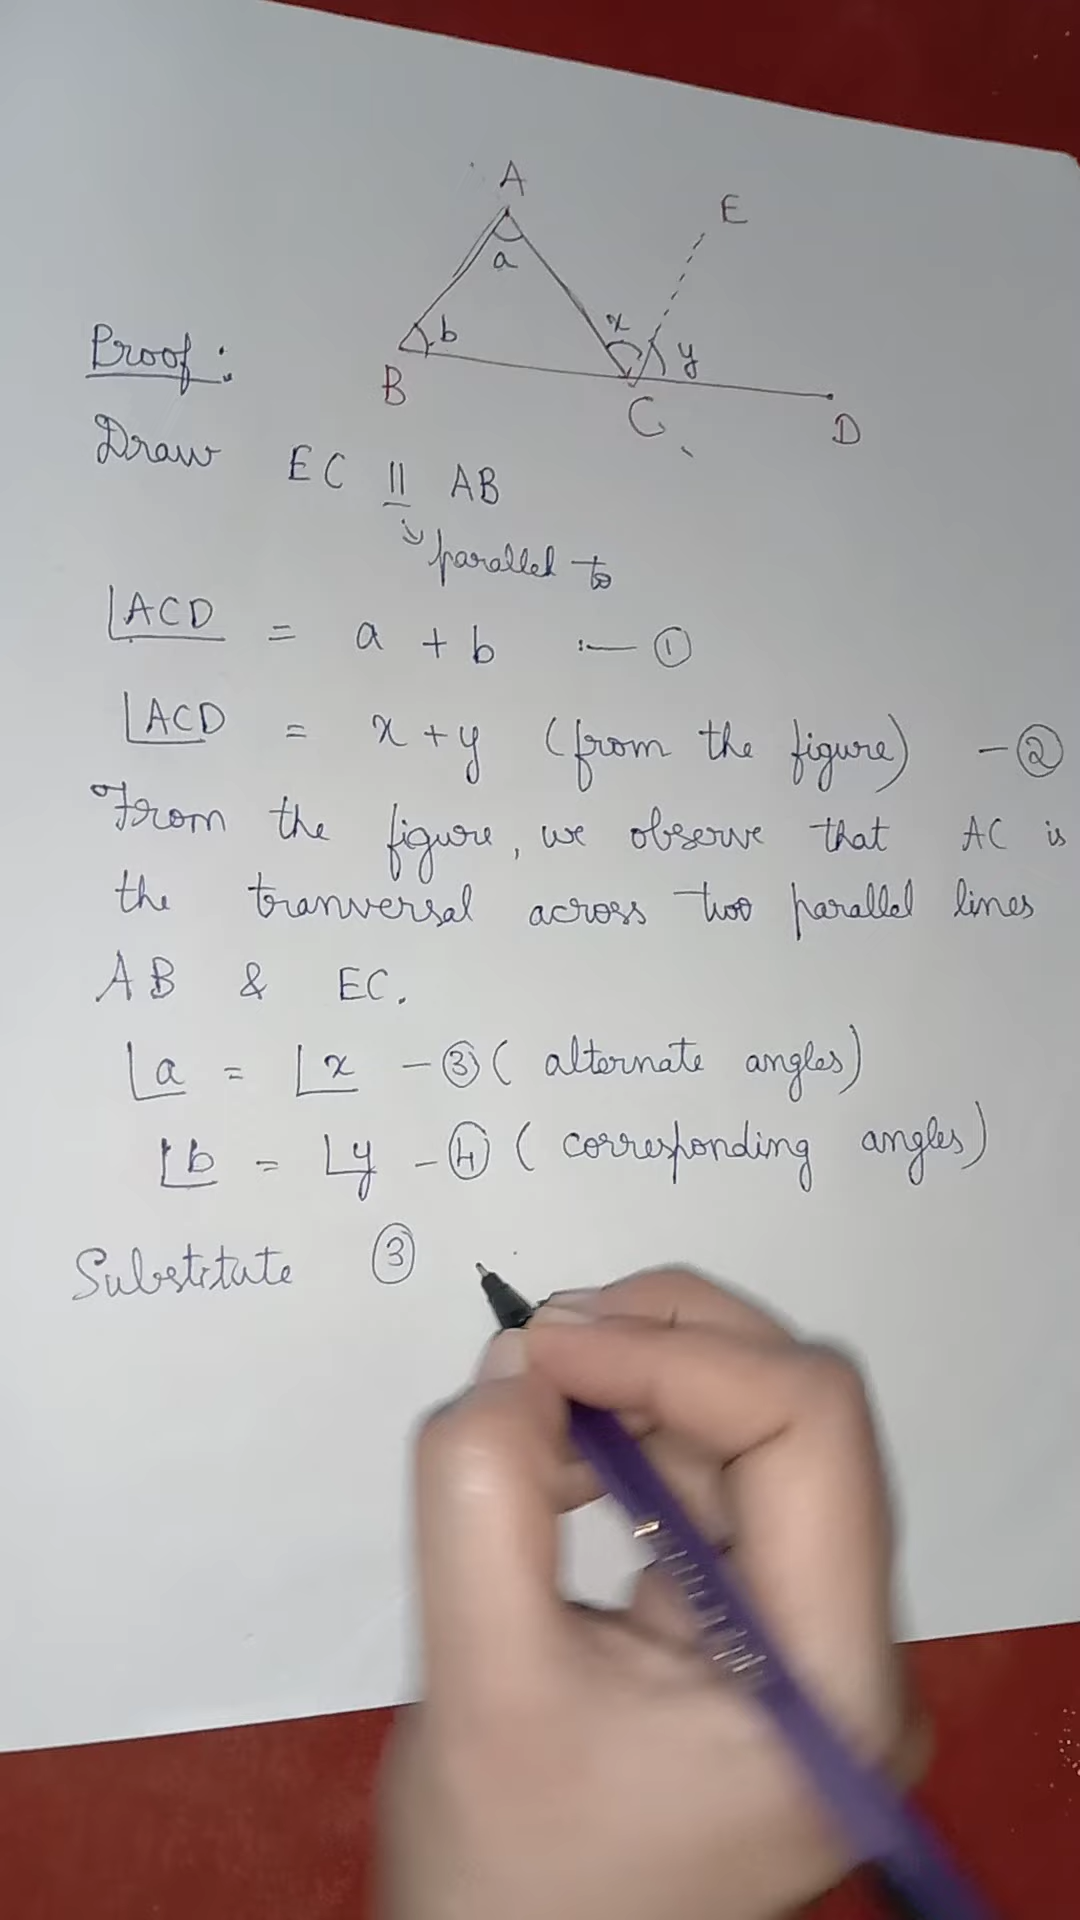 A
E
a
x
b
y
Proof:
B
C
D
Draw EC || AB
parallel to
∠ACD = a + b — ①
∠ACD = x + y (from the figure) - ②
From the figure, we observe that AC is
the tranversal across two parallel lines
AB & EC.
∠a = ∠x - ③ (alternate angles)
∠b = ∠y - ④ (corresponding angles)
Substitute ③